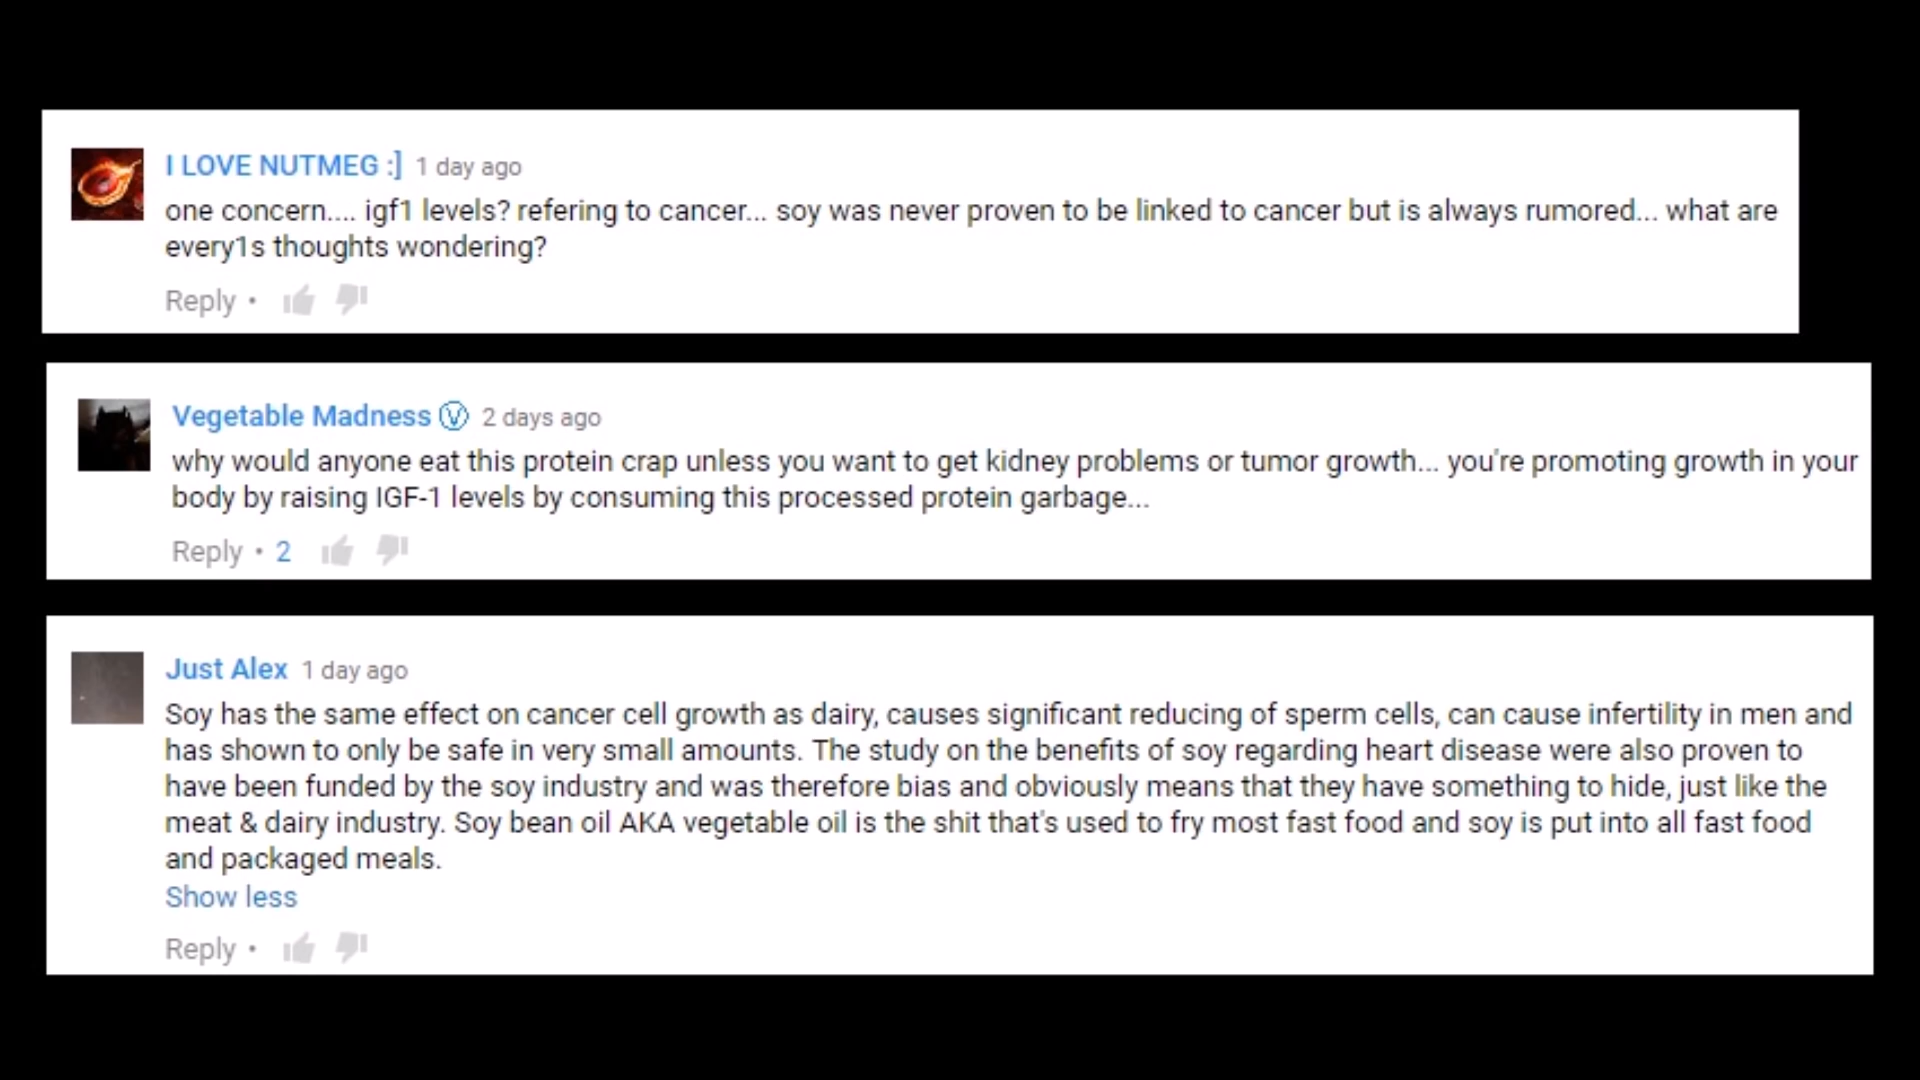 I LOVE NUTMEG :] 1 day ago
one concern.... igf1 levels? refering to cancer... soy was never proven to be linked to cancer but is always rumored... what are
every1s thoughts wondering?
Reply •
Vegetable Madness Ⓥ 2 days ago
why would anyone eat this protein crap unless you want to get kidney problems or tumor growth... you're promoting growth in your
body by raising IGF-1 levels by consuming this processed protein garbage...
Reply • 2
Just Alex 1 day ago
Soy has the same effect on cancer cell growth as dairy, causes significant reducing of sperm cells, can cause infertility in men and
has shown to only be safe in very small amounts. The study on the benefits of soy regarding heart disease were also proven to
have been funded by the soy industry and was therefore bias and obviously means that they have something to hide, just like the
meat & dairy industry. Soy bean oil AKA vegetable oil is the shit that's used to fry most fast food and soy is put into all fast food
and packaged meals.
Show less
Reply •